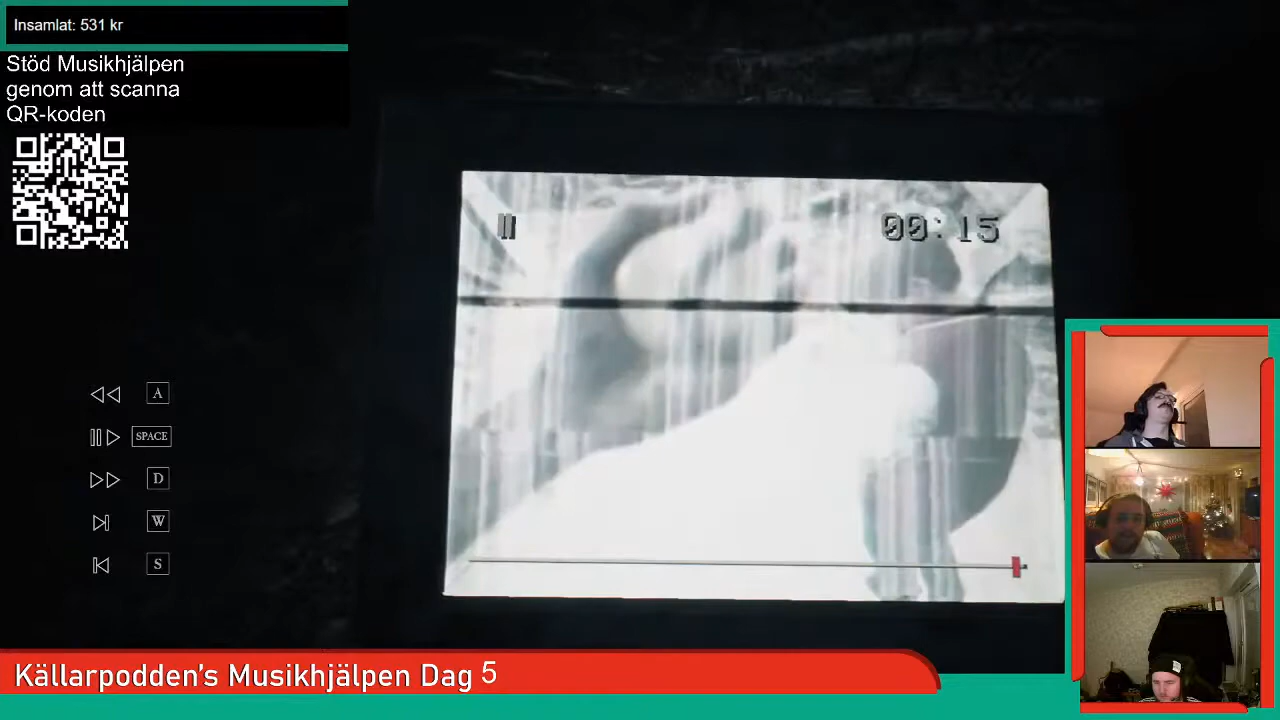 Insamlat: 531 kr
Stöd Musikhjälpen
genom att scanna
QR-koden
00:15
A
SPACE
D
W
S
Källarpodden's Musikhjälpen Dag 5